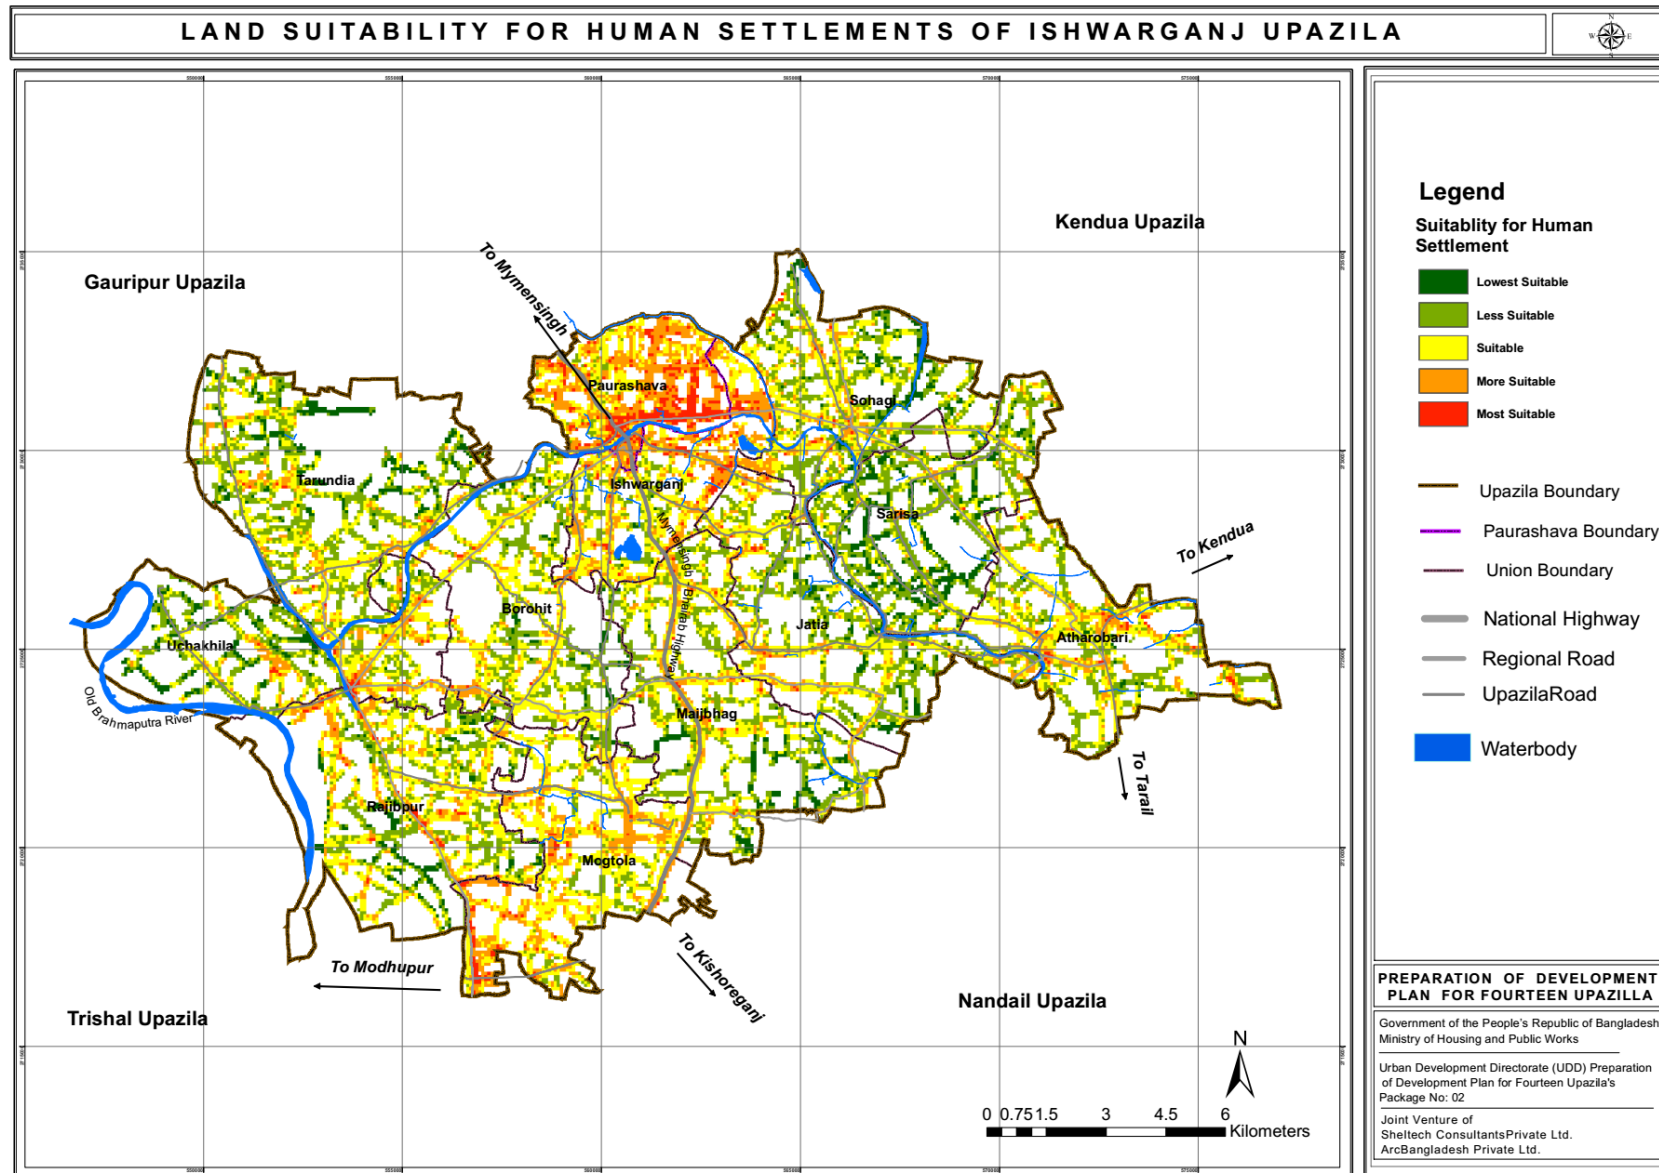 LAND SUITABILITY FOR HUMAN SETTLEMENTS OF ISHWARGANJ UPAZILA
N
W
E
S
550000
555000
560000
565000
570000
575000
Kendua Upazila
Gauripur Upazila
To Mymensingh
Paurashava
Sohagi
Tarundia
Ishwarganj
Sarisa
Mymensingh - Bhairab Highway
To Kendua
Borohit
Jatia
Atharobari
Uchakhila
Old Brahmaputra River
Maijbhag
To Tarail
Rajibpur
Mogtola
To Modhupur
To Kishoreganj
Trishal Upazila
Nandail Upazila
N
0 0.75 1.5 3 4.5 6
Kilometers
Legend
Suitablity for Human
Settlement
Lowest Suitable
Less Suitable
Suitable
More Suitable
Most Suitable
Upazila Boundary
Paurashava Boundary
Union Boundary
National Highway
Regional Road
UpazilaRoad
Waterbody
PREPARATION OF DEVELOPMENT
PLAN FOR FOURTEEN UPAZILLA
Government of the People's Republic of Bangladesh
Ministry of Housing and Public Works
Urban Development Directorate (UDD) Preparation
of Development Plan for Fourteen Upazila's
Package No: 02
Joint Venture of
Sheltech ConsultantsPrivate Ltd.
ArcBangladesh Private Ltd.